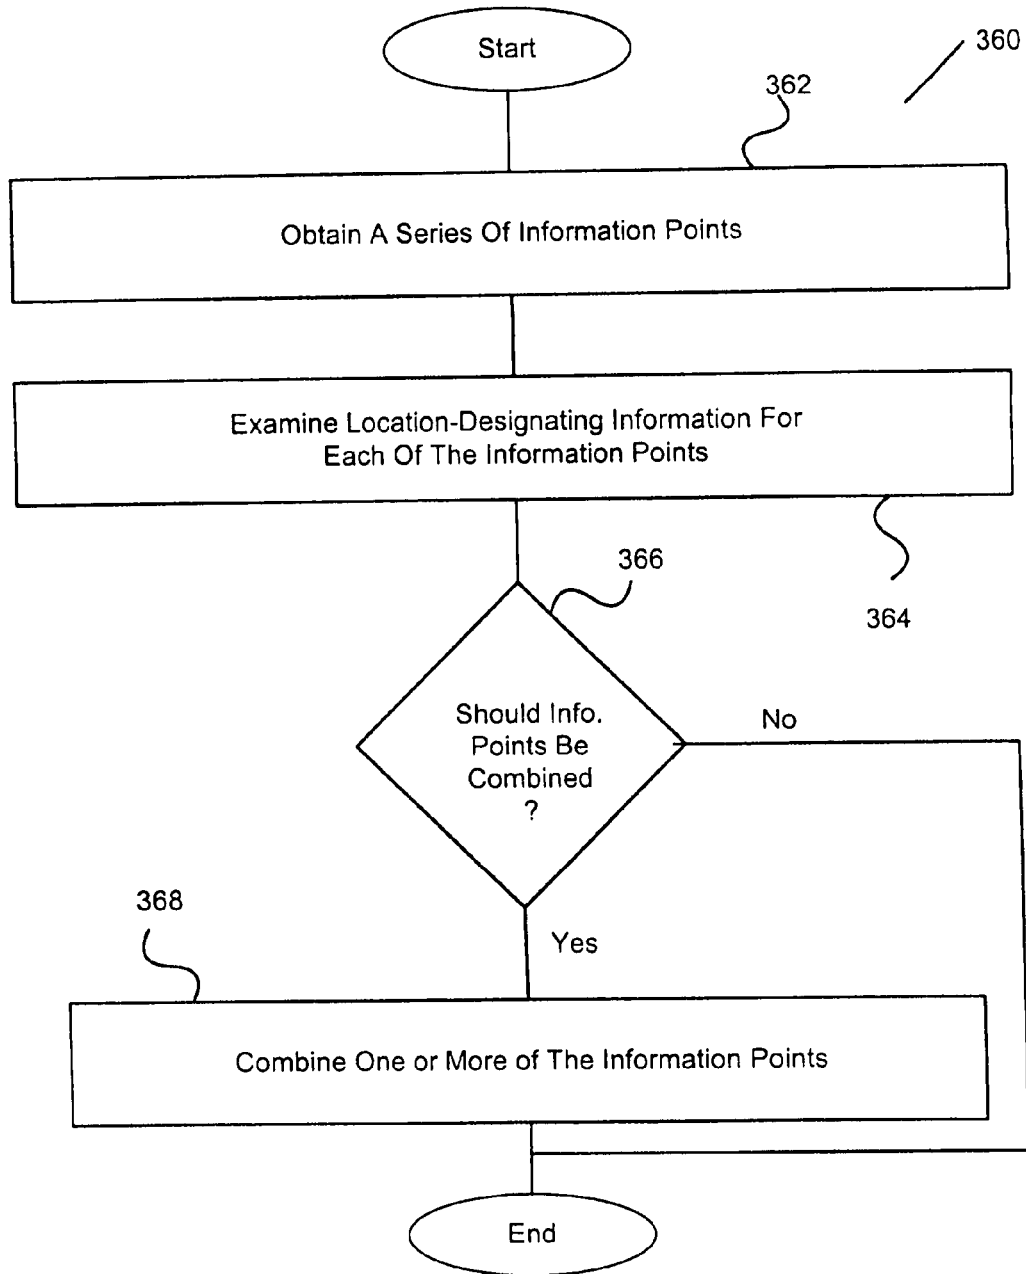 Start
360
362
Obtain A Series Of Information Points
Examine Location-Designating Information For
Each Of The Information Points
364
366
Should Info.
Points Be
Combined
?
No
Yes
368
Combine One or More of The Information Points
End